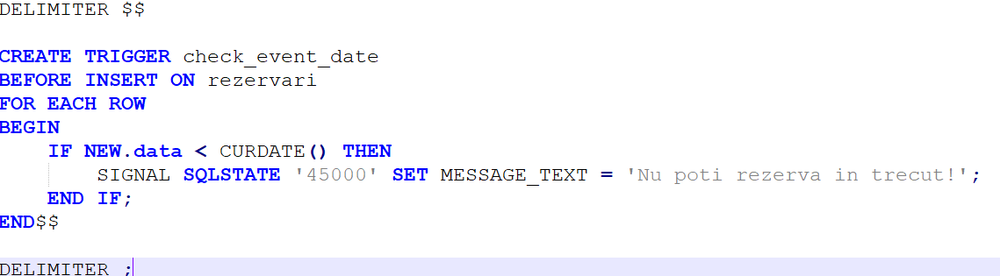 DELIMITER $$
CREATE TRIGGER check_event_date
BEFORE INSERT ON rezervari
FOR EACH ROW
BEGIN
IF NEW.data < CURDATE() THEN
SIGNAL SQLSTATE '45000' SET MESSAGE_TEXT = 'Nu poti rezerva in trecut!';
END IF;
END$$
DELIMITER ;